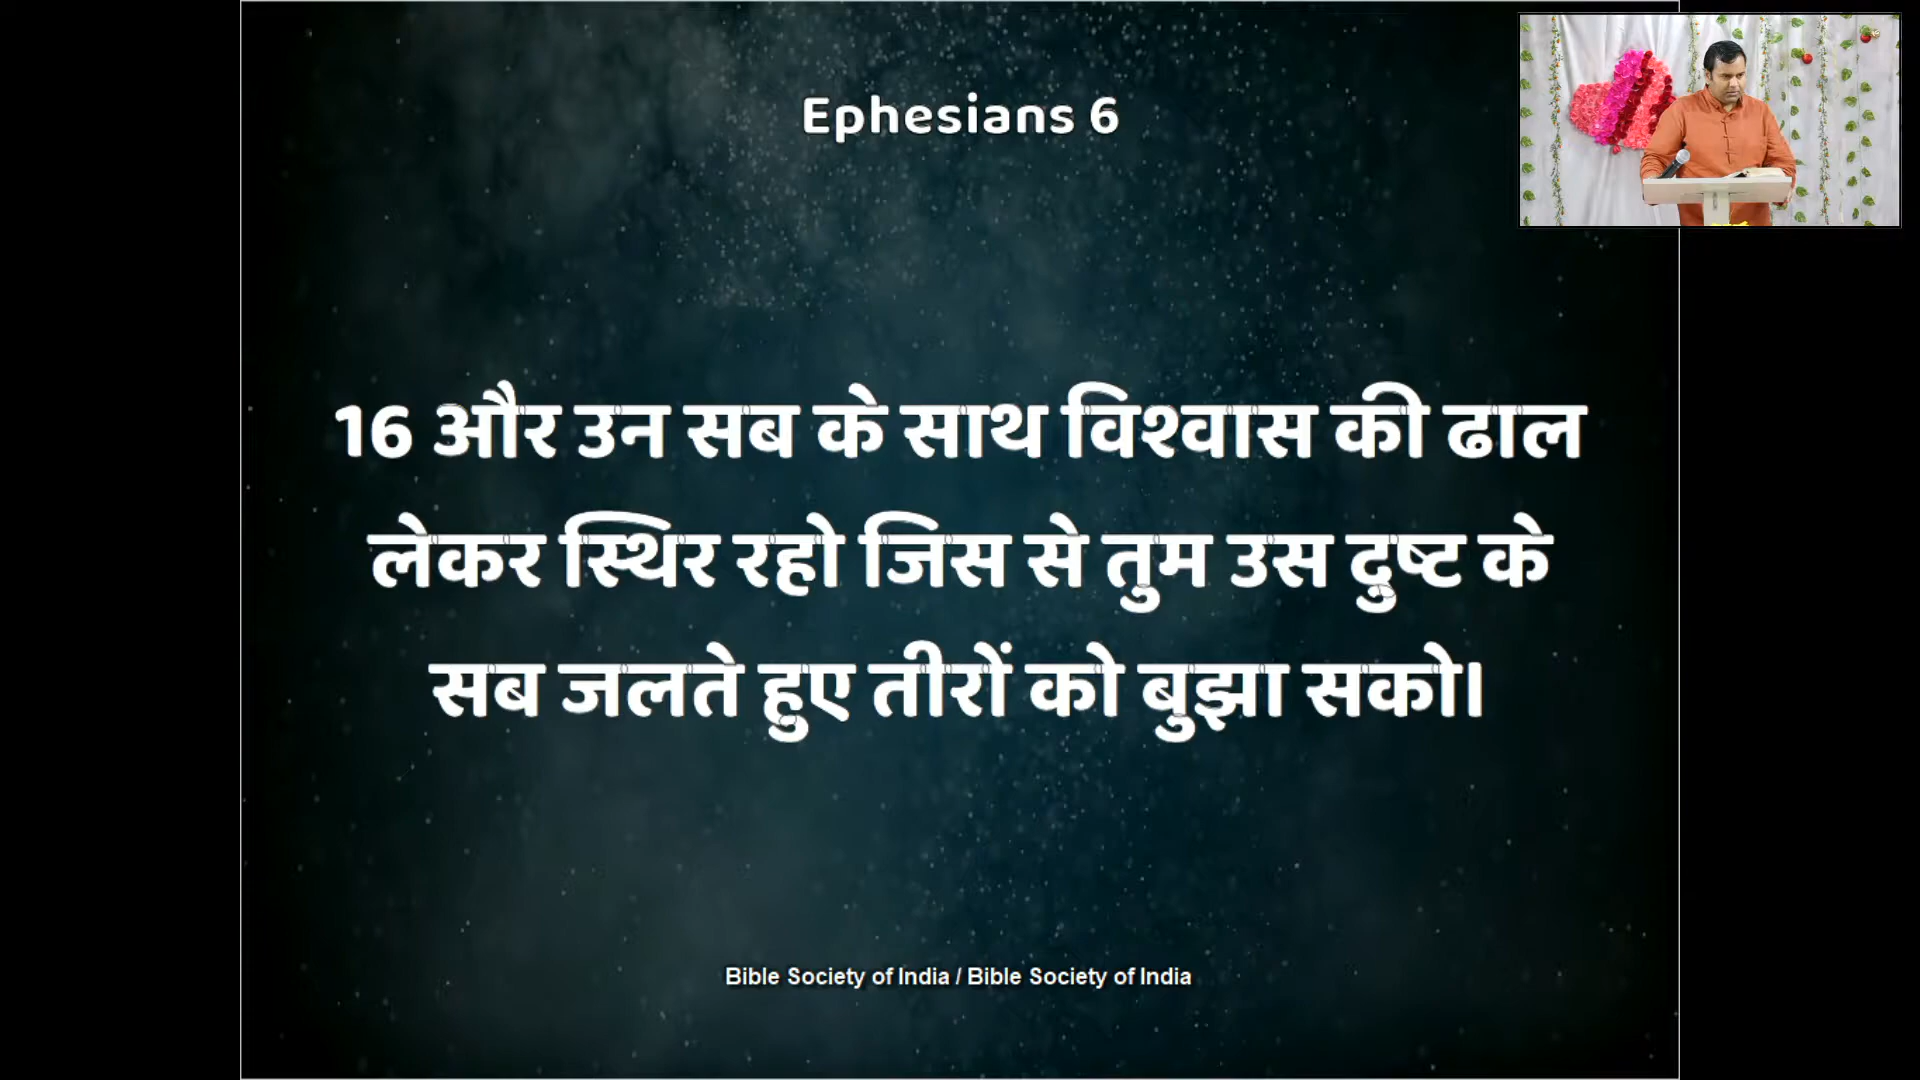 Ephesians 6
16 और उन सब के साथ विश्वास की ढाल
लेकर स्थिर रहो जिस से तुम उस दुष्ट के
सब जलते हुए तीरों को बुझा सको।
Bible Society of India / Bible Society of India